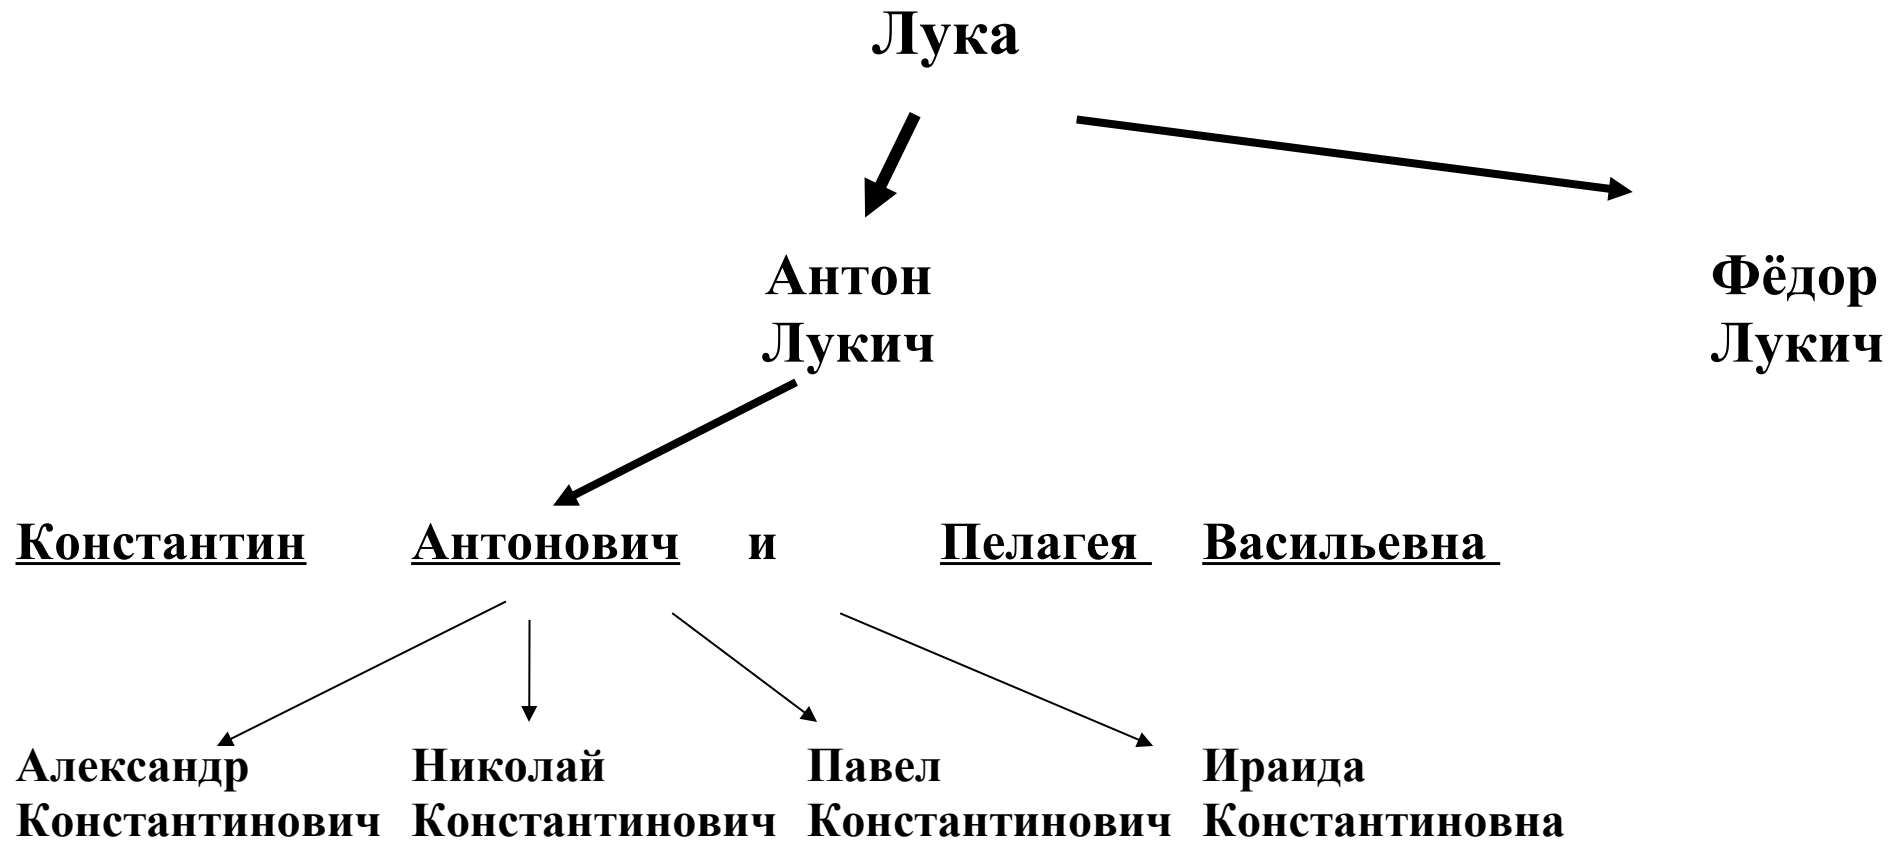 Лука
Антон Фёдор
Лукич Лукич
Константин Антонович и Пелагея Васильевна
Александр Николай Павел Ираида
Константинович Константинович Константинович Константиновна